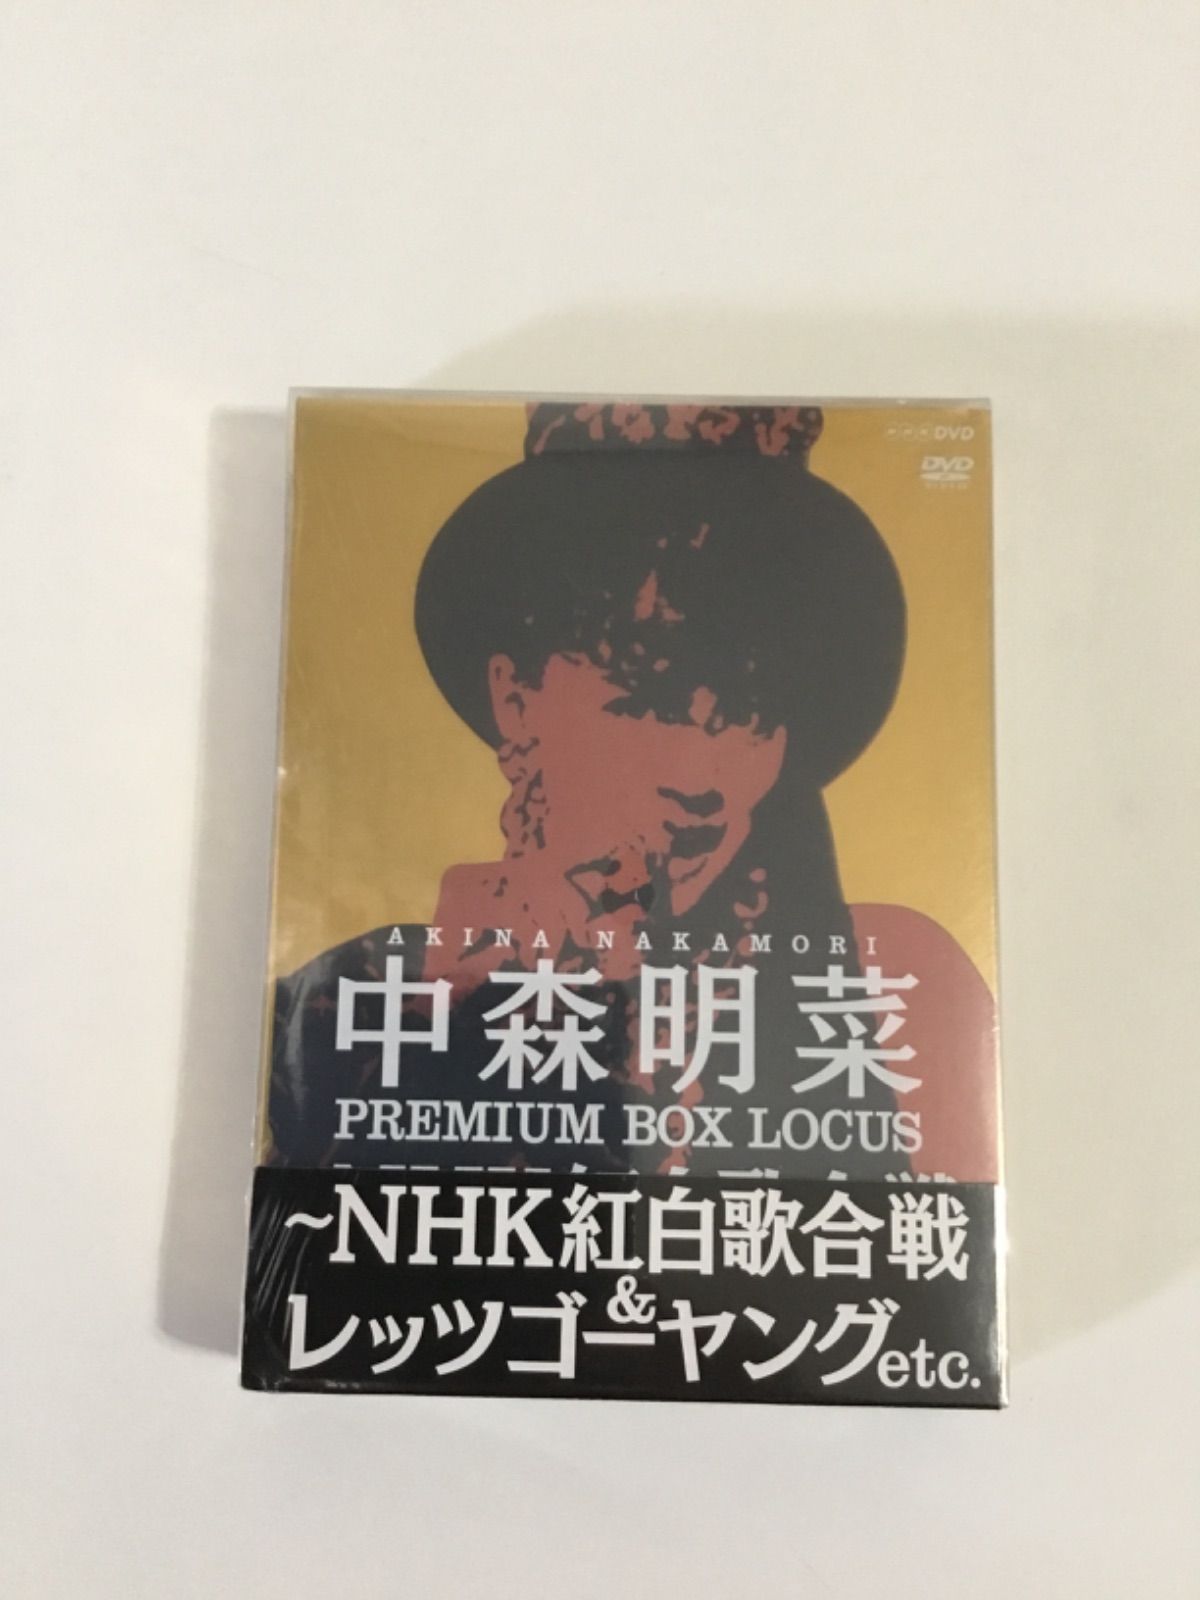 NHK DVD
DVD
AKINA NAKAMORI
中森明菜
PREMIUM BOX LOCUS
~NHK紅白歌合戦
&
レッツゴーヤングetc.